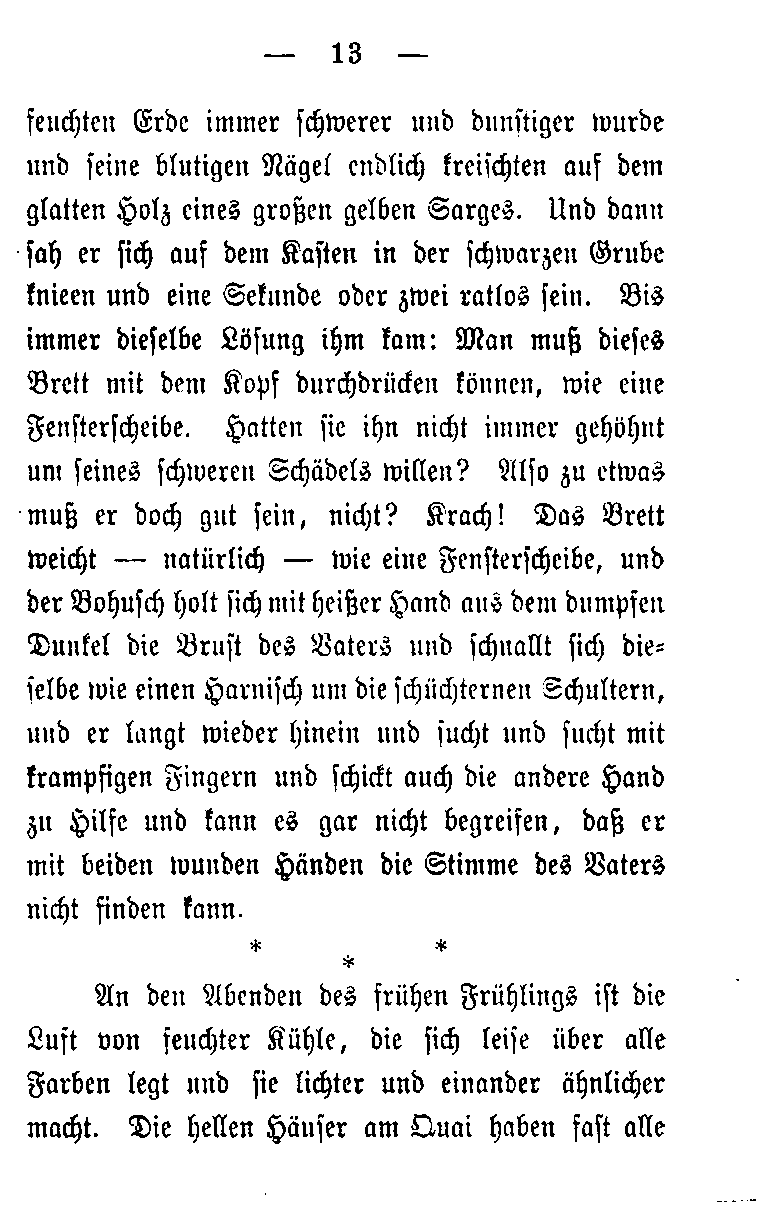 — 13 —
feuchten Erde immer schwerer und dunstiger wurde
und seine blutigen Nägel endlich kreischten auf dem
glatten Holz eines großen gelben Sarges. Und dann
sah er sich auf dem Kasten in der schwarzen Grube
knieen und eine Sekunde oder zwei ratlos sein. Bis
immer dieselbe Lösung ihm kam: Man muß dieses
Brett mit dem Kopf durchdrücken können, wie eine
Fensterscheibe. Hatten sie ihn nicht immer gehöhnt
um seines schweren Schädels willen? Also zu etwas
muß er doch gut sein, nicht? Krach! Das Brett
weicht — natürlich — wie eine Fensterscheibe, und
der Bohusch holt sich mit heißer Hand aus dem dumpfen
Dunkel die Brust des Vaters und schnallt sich die-
selbe wie einen Harnisch um die schüchternen Schultern,
und er langt wieder hinein und sucht und sucht mit
krampfigen Fingern und schickt auch die andere Hand
zu Hilfe und kann es gar nicht begreifen, daß er
mit beiden wunden Händen die Stimme des Vaters
nicht finden kann.
* * *
An den Abenden des frühen Frühlings ist die
Luft von feuchter Kühle, die sich leise über alle
Farben legt und sie lichter und einander ähnlicher
macht. Die hellen Häuser am Quai haben fast alle